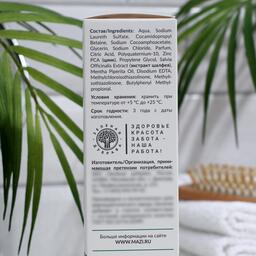 Состав/Ingredients: Aqua, Sodium
Laureth Sulfate, Cocamidopropyl
Betaine, Sodium Cocoamphoacetate,
Glycerin, Sodium Chloride, Parfum,
Citric Acid, Polyquaternium-10, Zinc
PCA (цинк), Propylene Glycol, Salvia
Officinalis Extract (экстракт шалфея),
Mentha Piperita Oil, Disodium EDTA,
Methylchloroisothiazolinone, Methyl-
isothiazolinone, Butylphenyl Methyl-
propional.
Условия хранения: хранить при
температуре от +5 °C до +25 °C.
Срок годности: 3 года с даты
изготовления.
ЗДОРОВЬЕ
КРАСОТА
ЗАБОТА -
НАША
РАБОТА!
Изготовитель/Организация, прини-
мающая претензии потребителей:
Больше информации на сайте
WWW.MAZI.RU